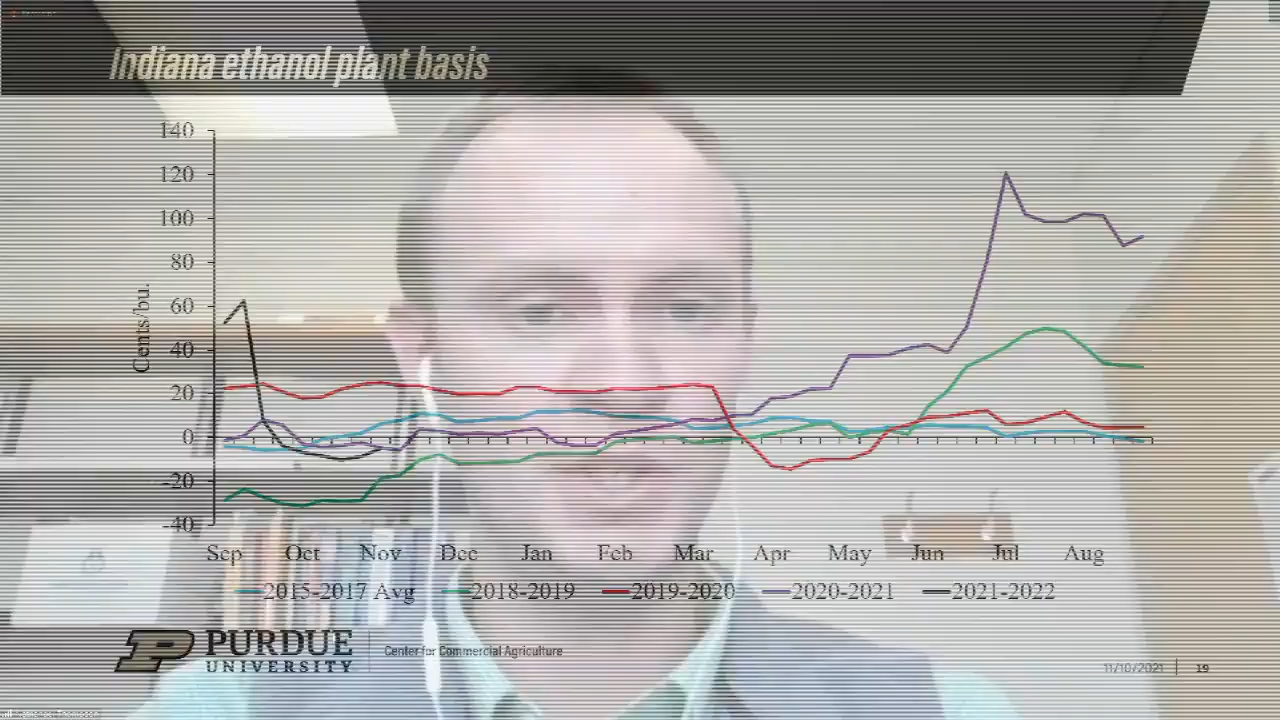 Indiana ethanol plant basis
140
120
100
80
60
40
20
0
-20
-40
Cents/bu.
Sep Oct Nov Dec Jan Feb Mar Apr May Jun Jul Aug
2015-2017 Avg 2018-2019 2019-2020 2020-2021 2021-2022
PURDUE
UNIVERSITY
Center for Commercial Agriculture
11/10/2021 19